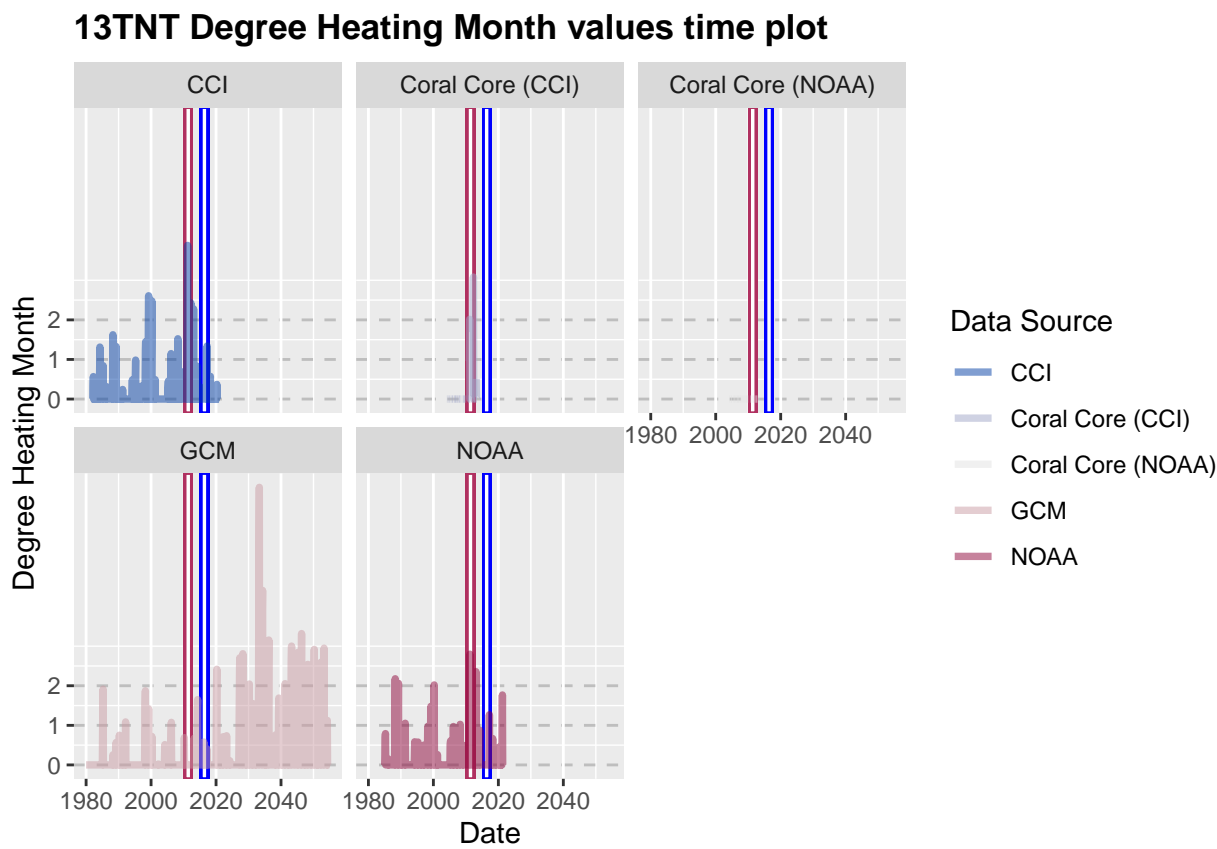 13TNT Degree Heating Month values time plot
CCI
Coral Core (CCI)
Coral Core (NOAA)
2
1
0
1980 2000 2020 2040
GCM
NOAA
2
1
0
1980 2000 2020 2040
1980 2000 2020 2040
Degree Heating Month
Date
Data Source
CCI
Coral Core (CCI)
Coral Core (NOAA)
GCM
NOAA